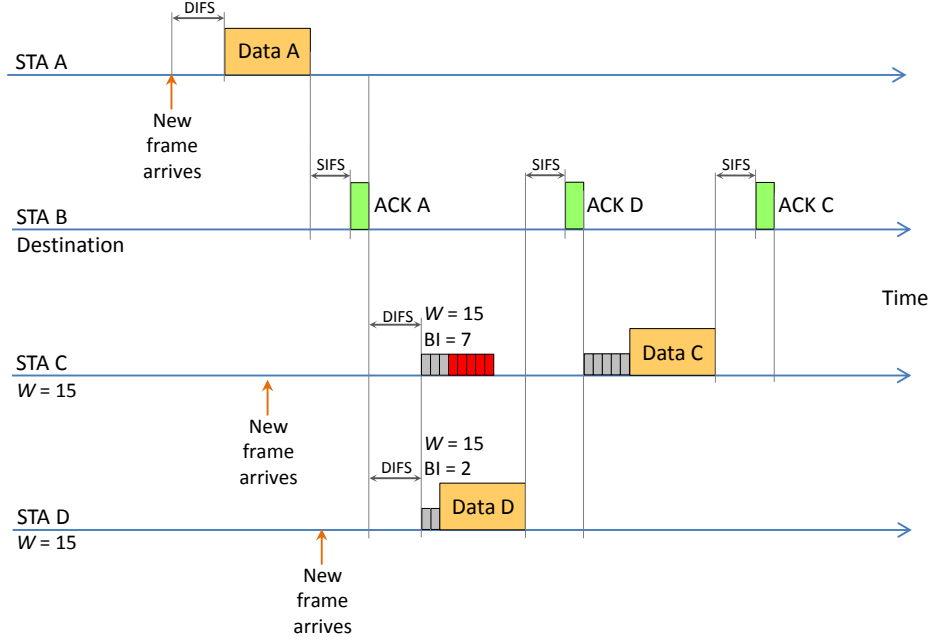 DIFS
STA A
Data A
New
frame
arrives
SIFS
SIFS
SIFS
ACK A
ACK D
ACK C
STA B
Destination
Time
DIFS
W = 15
BI = 7
STA C
W = 15
Data C
New
frame
arrives
DIFS
W = 15
BI = 2
STA D
W = 15
Data D
New
frame
arrives